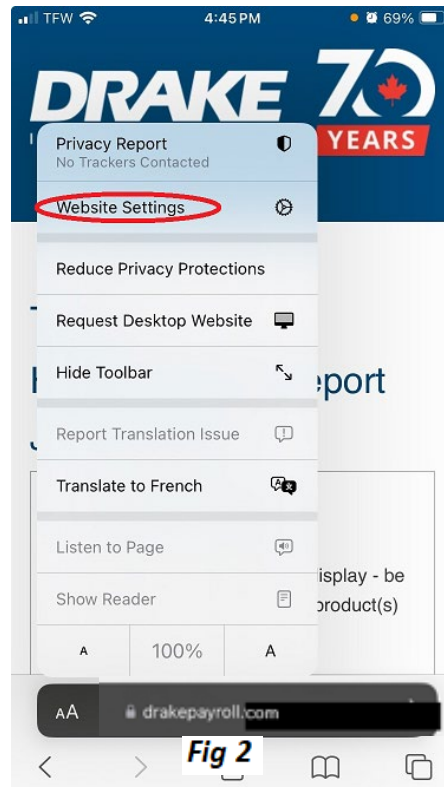 TFW 4:45 PM 69%
DRAKE 70
YEARS
Privacy Report
No Trackers Contacted
Website Settings
Reduce Privacy Protections
Request Desktop Website
Hide Toolbar
port
Report Translation Issue
Translate to French
Listen to Page
isplay - be
Show Reader
product(s)
A 100% A
AA drakepayroll.com
Fig 2